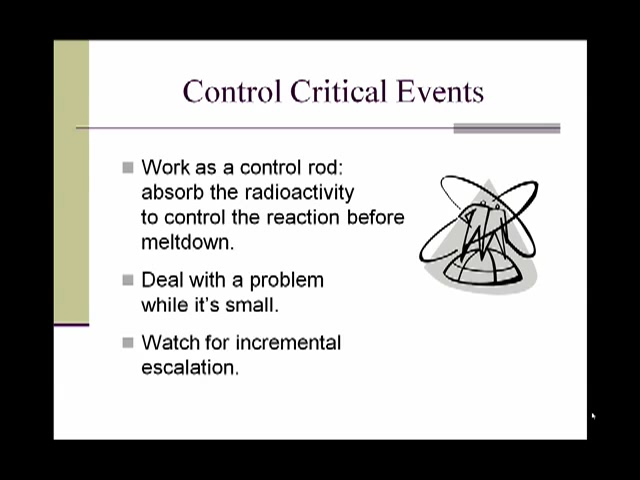 Control Critical Events
Work as a control rod:
absorb the radioactivity
to control the reaction before
meltdown.
Deal with a problem
while it's small.
Watch for incremental
escalation.